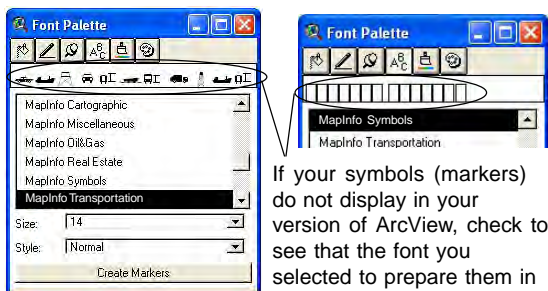 Font Palette
A B C
MapInfo Cartographic
MapInfo Miscellaneous
MapInfo Oil&Gas
MapInfo Real Estate
MapInfo Symbols
MapInfo Transportation
Size: 14
Style: Normal
Create Markers
Font Palette
A B C
MapInfo Symbols
MapInfo Transportation
If your symbols (markers)
do not display in your
version of ArcView, check to
see that the font you
selected to prepare them in